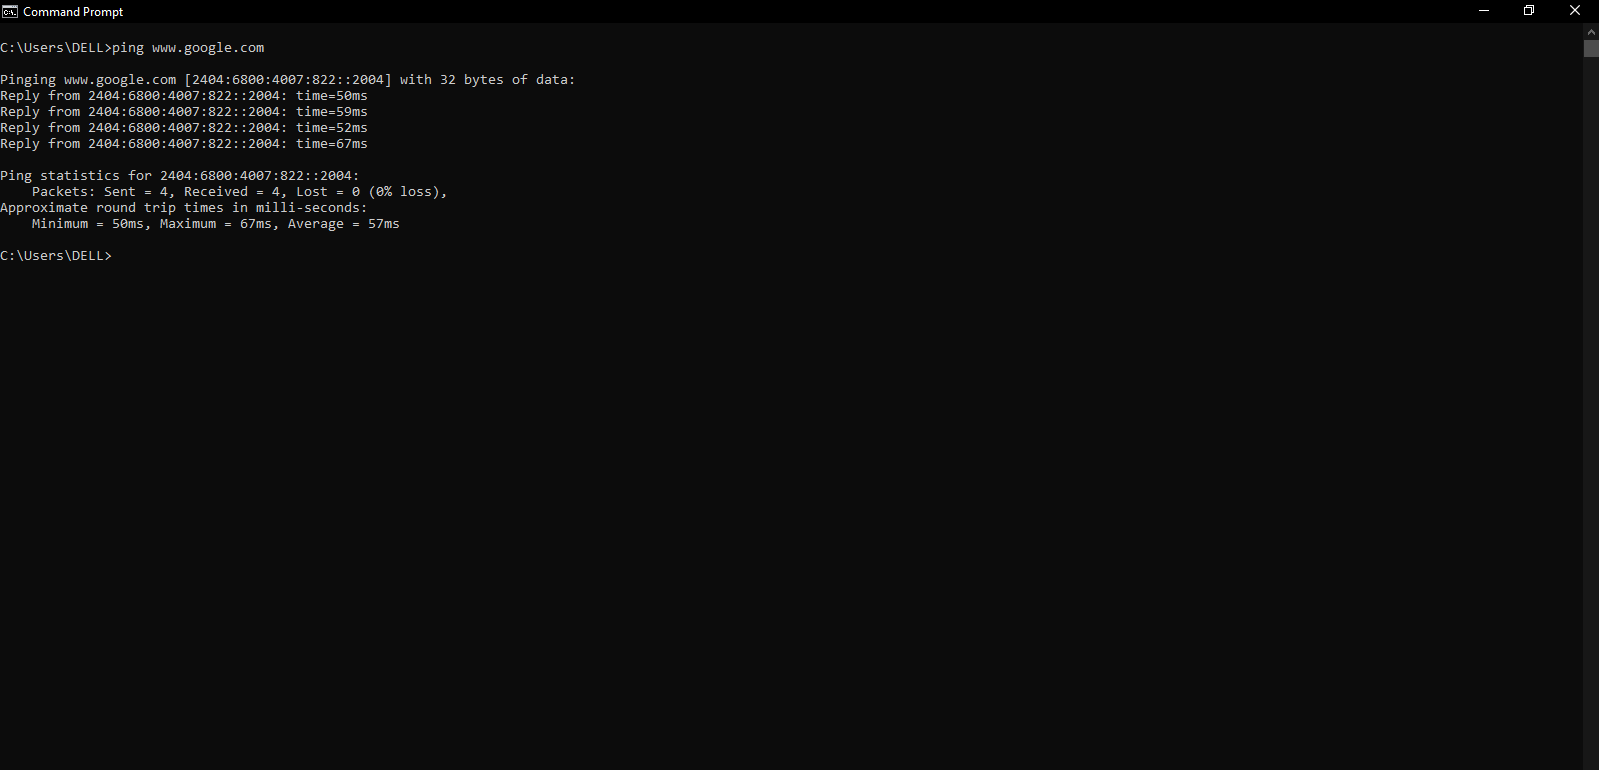 Command Prompt
C:\Users\DELL>ping www.google.com
Pinging www.google.com [2404:6800:4007:822::2004] with 32 bytes of data:
Reply from 2404:6800:4007:822::2004: time=50ms
Reply from 2404:6800:4007:822::2004: time=59ms
Reply from 2404:6800:4007:822::2004: time=52ms
Reply from 2404:6800:4007:822::2004: time=67ms
Ping statistics for 2404:6800:4007:822::2004:
    Packets: Sent = 4, Received = 4, Lost = 0 (0% loss),
Approximate round trip times in milli-seconds:
    Minimum = 50ms, Maximum = 67ms, Average = 57ms
C:\Users\DELL>